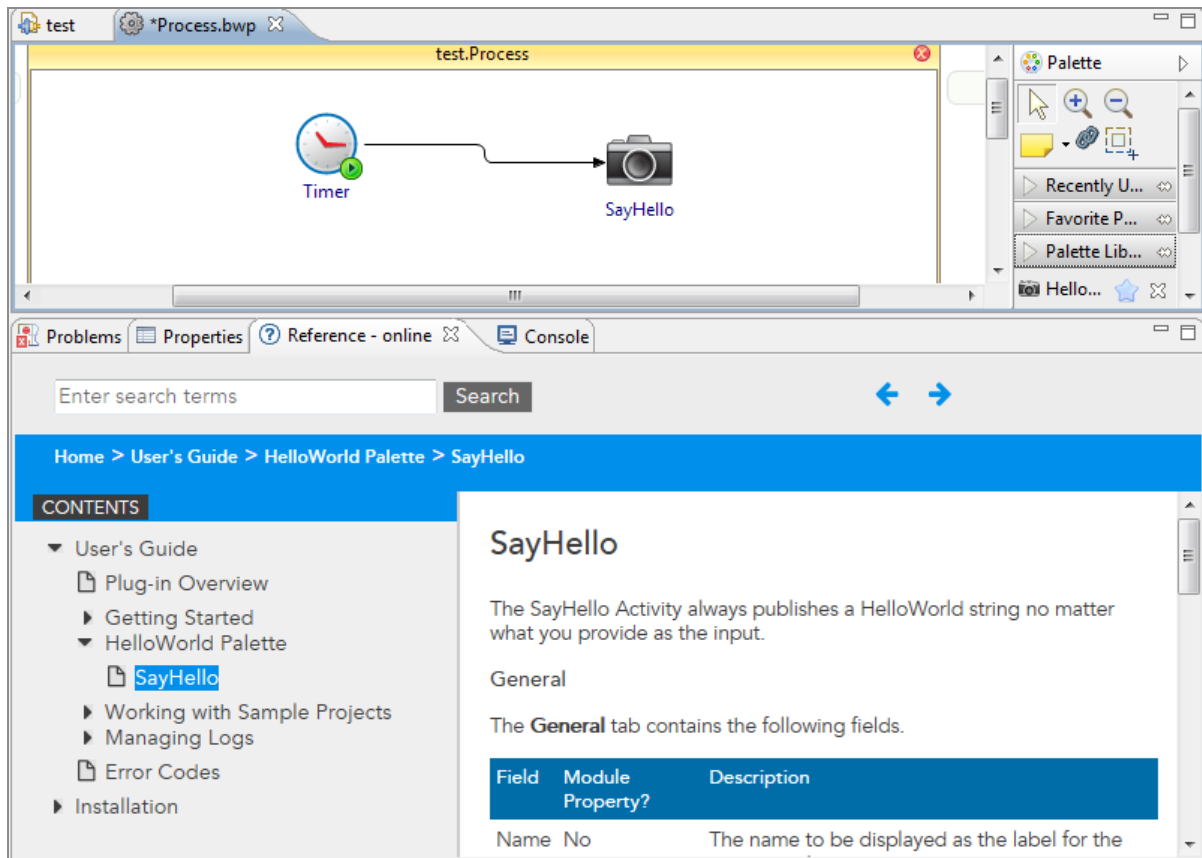 test
*Process.bwp
test.Process
Palette
Timer
SayHello
Recently U...
Favorite P...
Palette Lib...
Hello...
Problems
Properties
Reference - online
Console
Enter search terms
Search
Home > User's Guide > HelloWorld Palette > SayHello
CONTENTS
User's Guide
Plug-in Overview
Getting Started
HelloWorld Palette
SayHello
Working with Sample Projects
Managing Logs
Error Codes
Installation
SayHello
The SayHello Activity always publishes a HelloWorld string no matter
what you provide as the input.
General
The General tab contains the following fields.
Field Module Property? Description
Name No The name to be displayed as the label for the